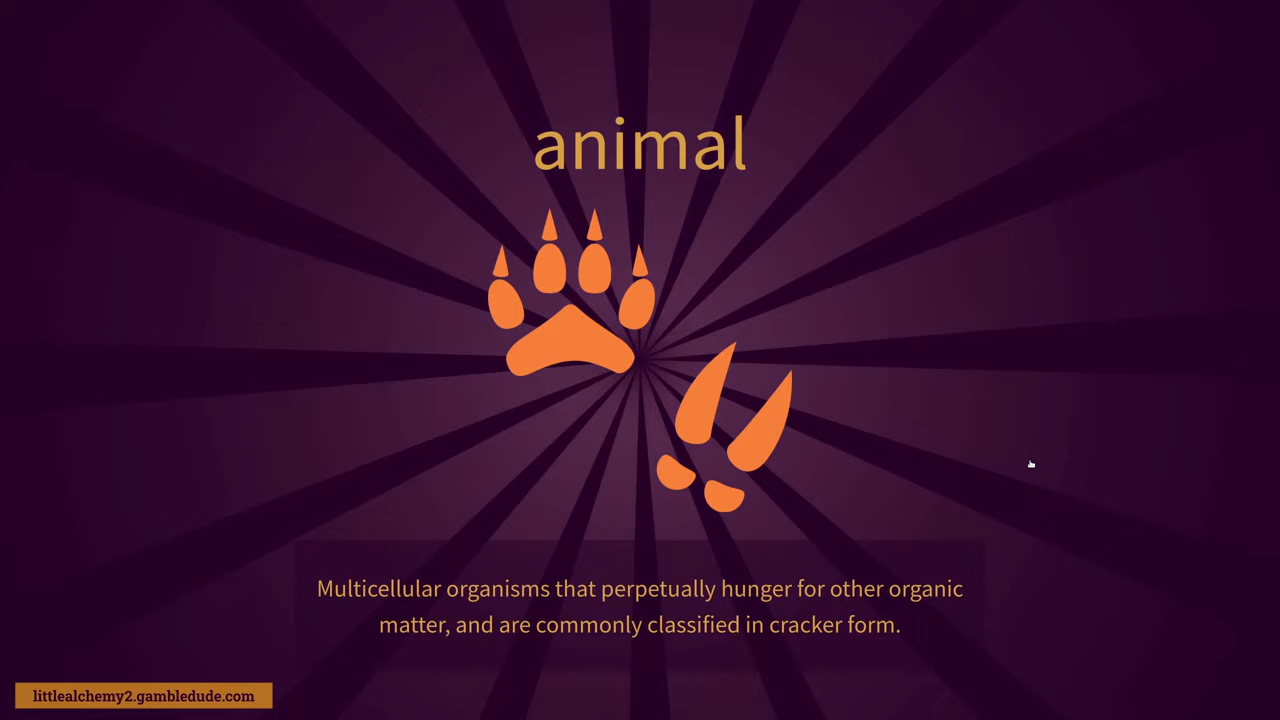 animal
Multicellular organisms that perpetually hunger for other organic
matter, and are commonly classified in cracker form.
littlealchemy2.gambledude.com